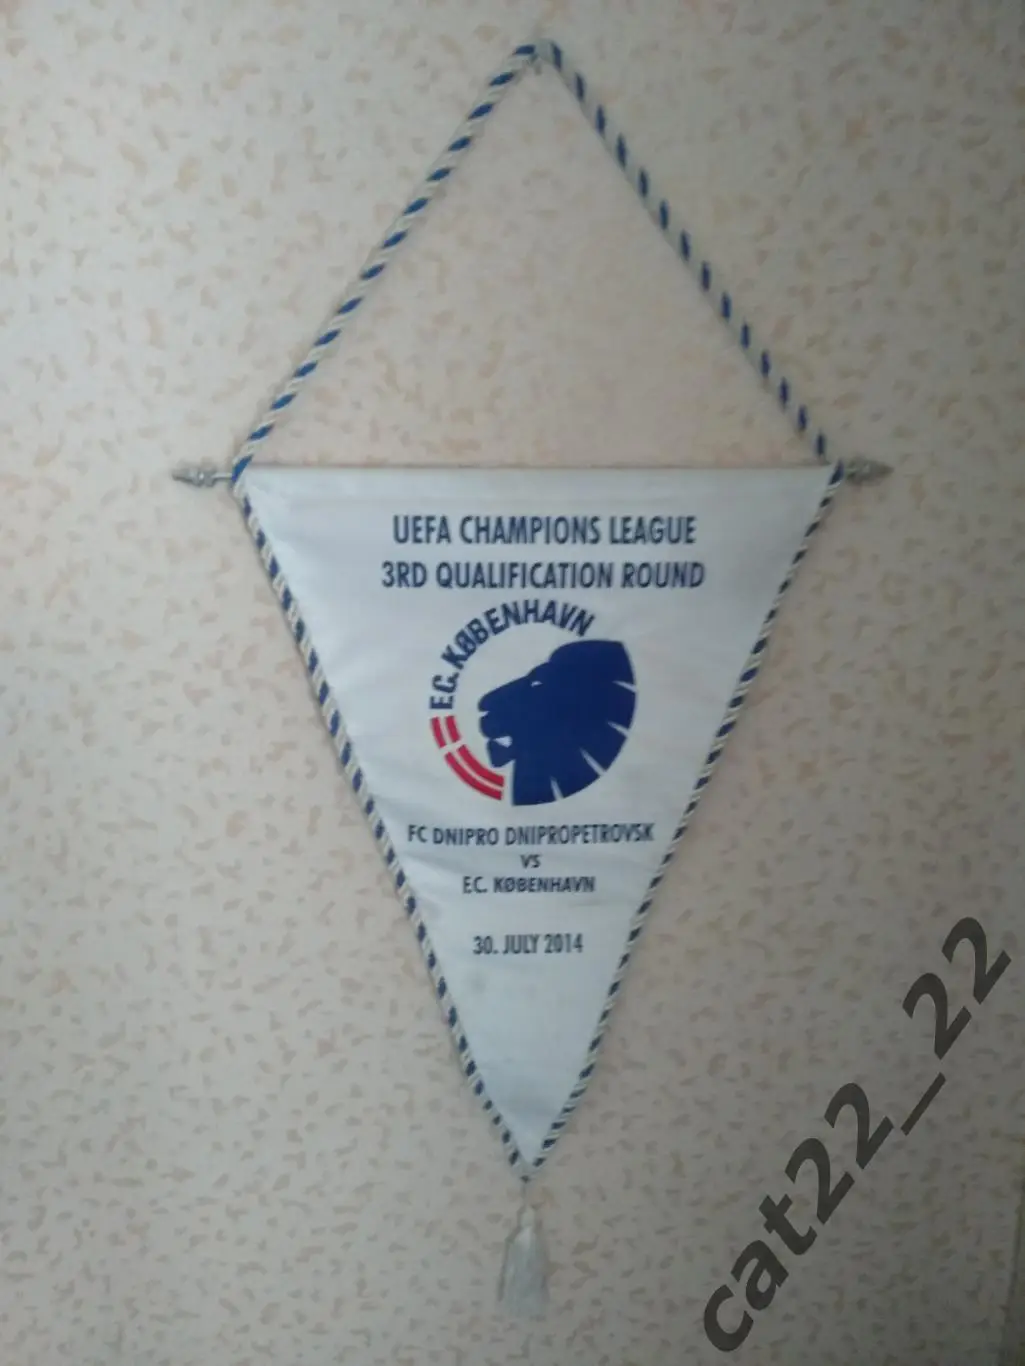 UEFA CHAMPIONS LEAGUE
3RD QUALIFICATION ROUND
F.C. KØBENHAVN
FC DNIPRO DNIPROPETROVSK
VS
F.C. KØBENHAVN
30. JULY 2014
cat22_22